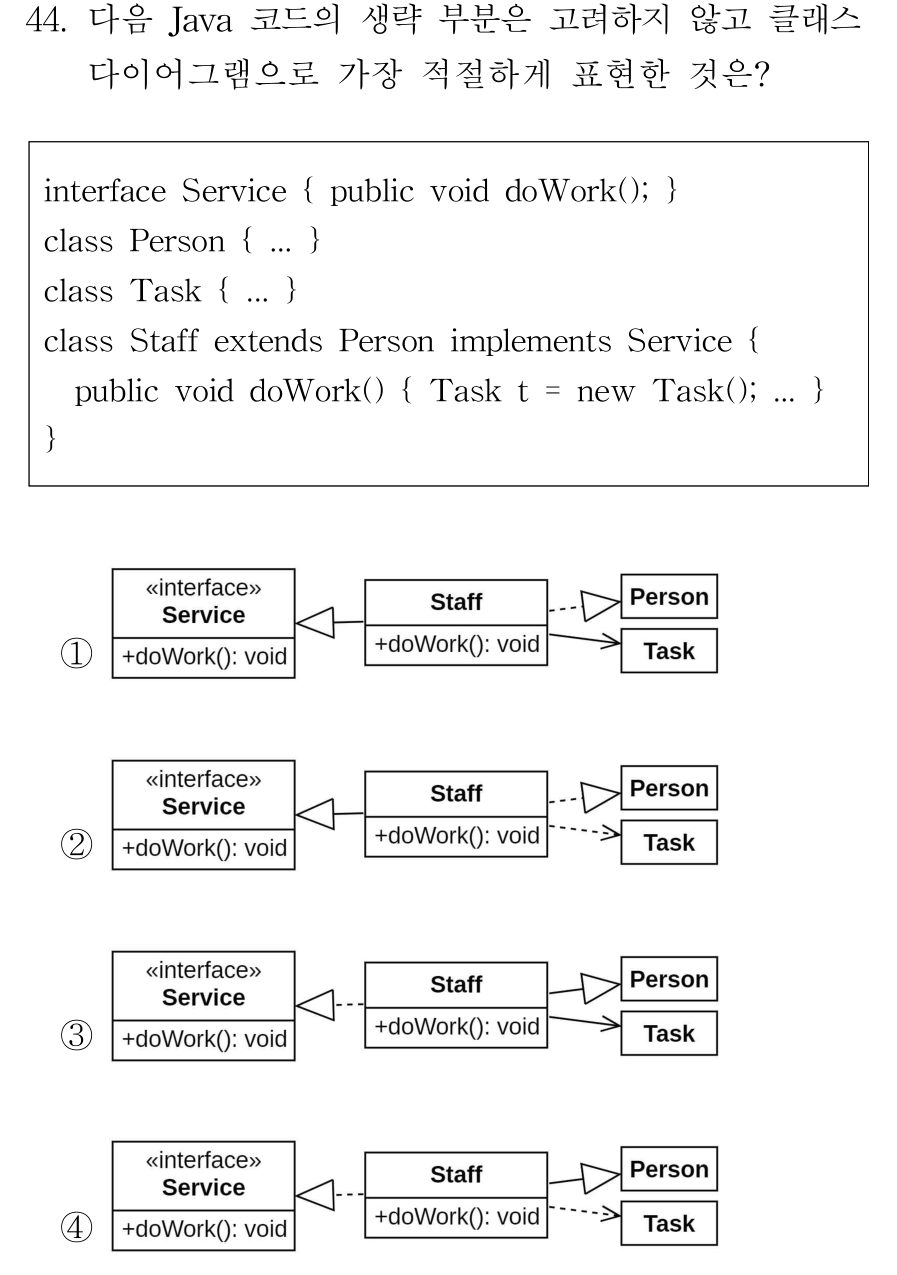 44. 다음 Java 코드의 생략 부분은 고려하지 않고 클래스
다이어그램으로 가장 적절하게 표현한 것은?
interface Service { public void doWork(); }
class Person { ... }
class Task { ... }
class Staff extends Person implements Service {
public void doWork() { Task t = new Task(); ... }
}
①
«interface»
Service
+doWork(): void
Staff
+doWork(): void
Person
Task
②
«interface»
Service
+doWork(): void
Staff
+doWork(): void
Person
Task
③
«interface»
Service
+doWork(): void
Staff
+doWork(): void
Person
Task
④
«interface»
Service
+doWork(): void
Staff
+doWork(): void
Person
Task